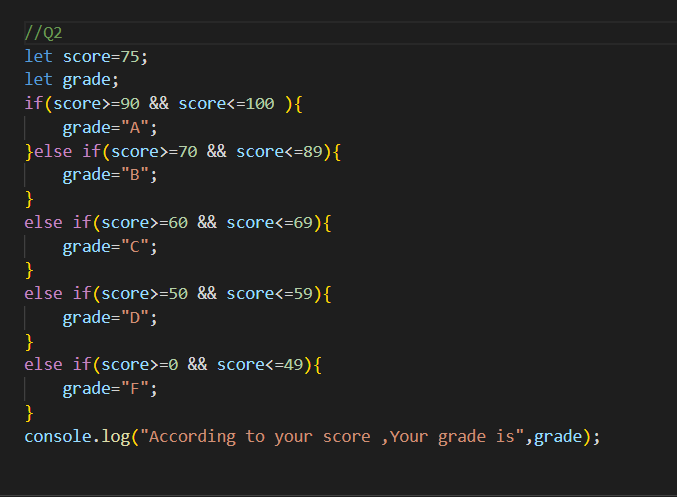 //Q2
let score=75;
let grade;
if(score>=90 && score<=100 ){
    grade="A";
}else if(score>=70 && score<=89){
    grade="B";
}
else if(score>=60 && score<=69){
    grade="C";
}
else if(score>=50 && score<=59){
    grade="D";
}
else if(score>=0 && score<=49){
    grade="F";
}
console.log("According to your score ,Your grade is",grade);